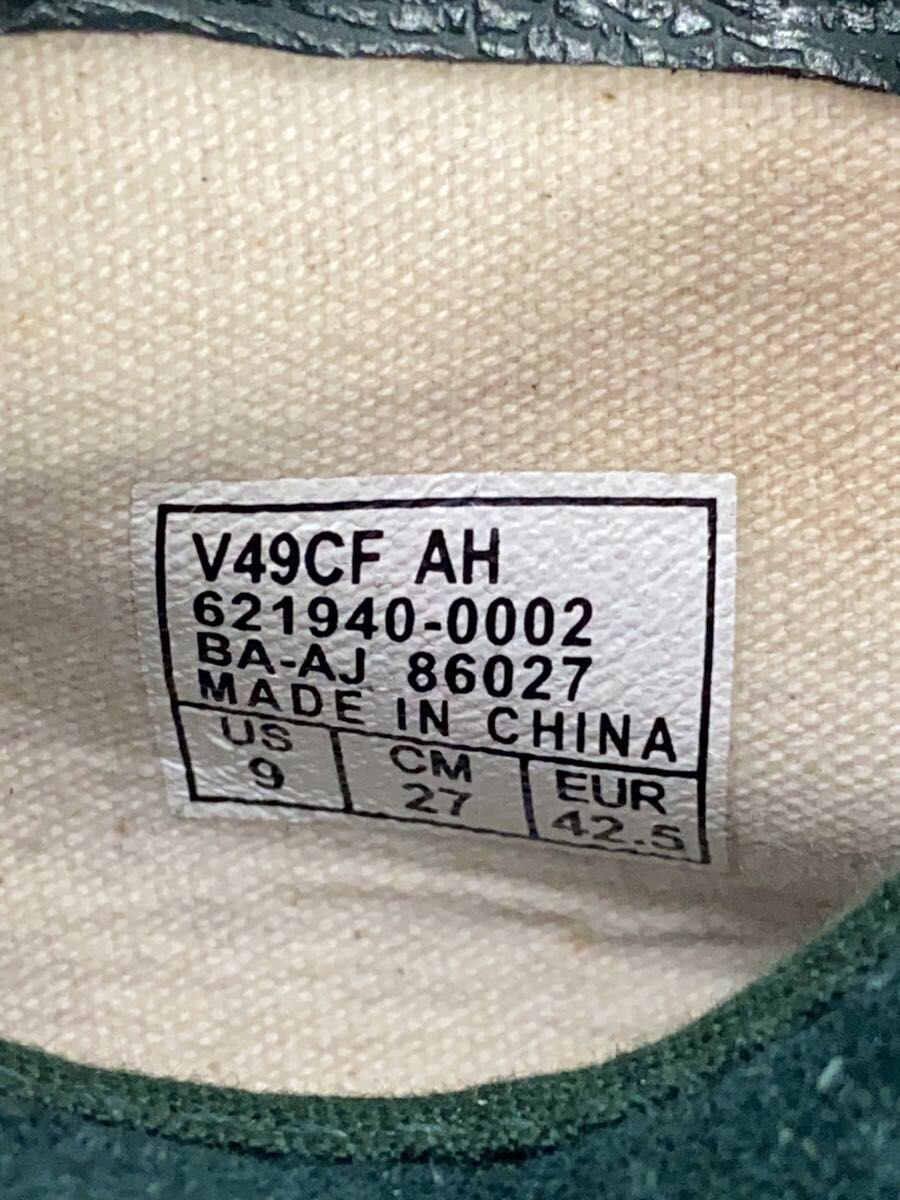 V49CF AH
621940-0002
BA-AJ 86027
MADE IN CHINA
US CM EUR
9 27 42.5